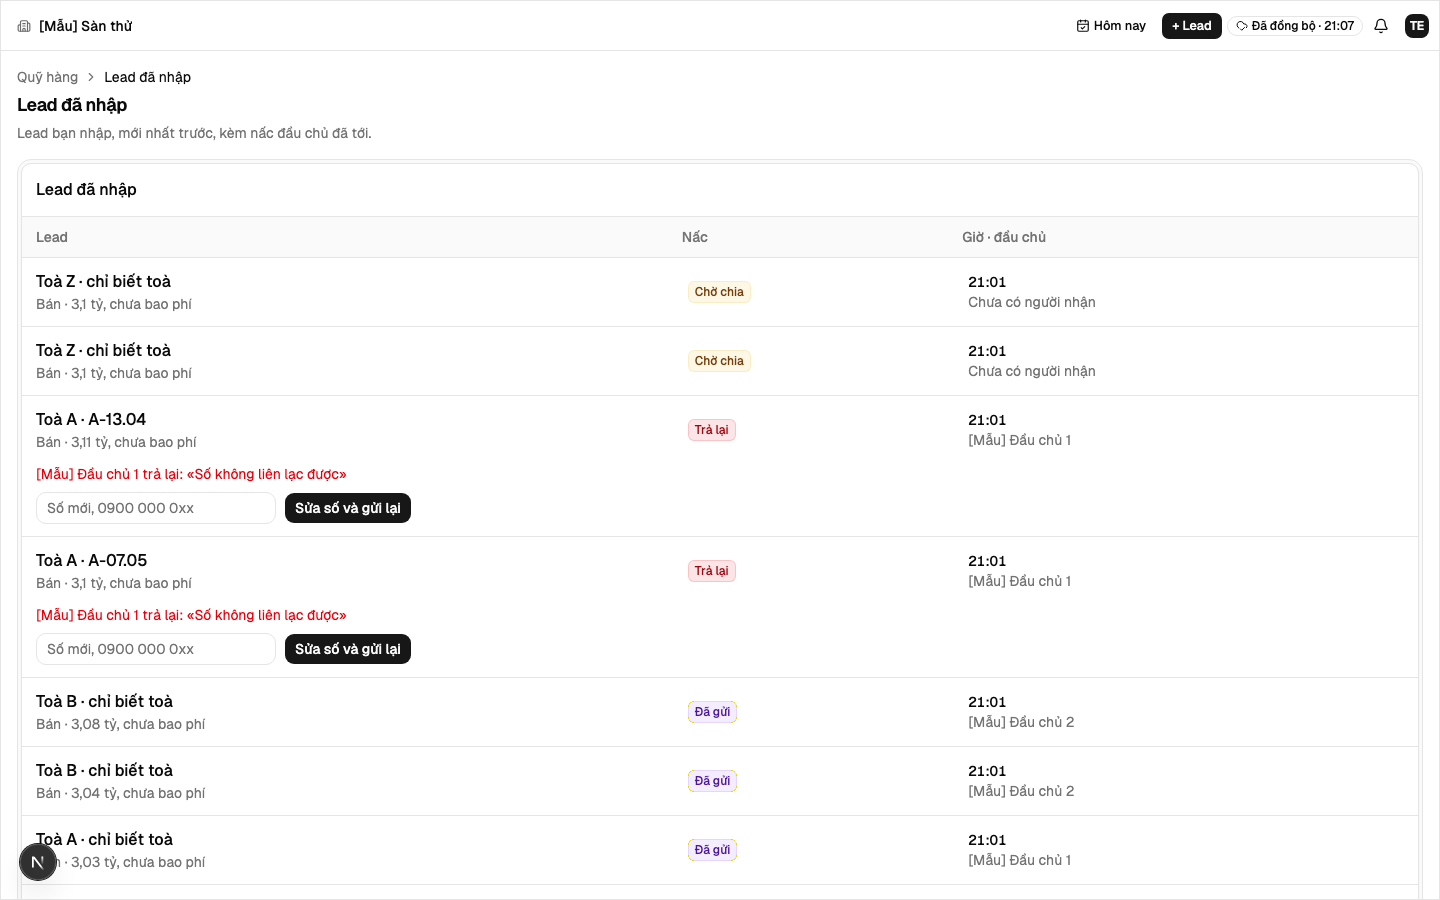 [Mẫu] Sàn thử
Hôm nay
+ Lead
Đã đồng bộ · 21:07
TE
Quỹ hàng > Lead đã nhập
Lead đã nhập
Lead bạn nhập, mới nhất trước, kèm nấc đầu chủ đã tới.
Lead đã nhập
Lead Nấc Giờ · đầu chủ
Toà Z · chỉ biết toà
Bán · 3,1 tỷ, chưa bao phí
Chờ chia
21:01
Chưa có người nhận
Toà Z · chỉ biết toà
Bán · 3,1 tỷ, chưa bao phí
Chờ chia
21:01
Chưa có người nhận
Toà A · A-13.04
Bán · 3,11 tỷ, chưa bao phí
Trả lại
21:01
[Mẫu] Đầu chủ 1
[Mẫu] Đầu chủ 1 trả lại: «Số không liên lạc được»
Số mới, 0900 000 0xx
Sửa số và gửi lại
Toà A · A-07.05
Bán · 3,1 tỷ, chưa bao phí
Trả lại
21:01
[Mẫu] Đầu chủ 1
[Mẫu] Đầu chủ 1 trả lại: «Số không liên lạc được»
Số mới, 0900 000 0xx
Sửa số và gửi lại
Toà B · chỉ biết toà
Bán · 3,08 tỷ, chưa bao phí
Đã gửi
21:01
[Mẫu] Đầu chủ 2
Toà B · chỉ biết toà
Bán · 3,04 tỷ, chưa bao phí
Đã gửi
21:01
[Mẫu] Đầu chủ 2
Toà A · chỉ biết toà
· 3,03 tỷ, chưa bao phí
Đã gửi
21:01
[Mẫu] Đầu chủ 1
N